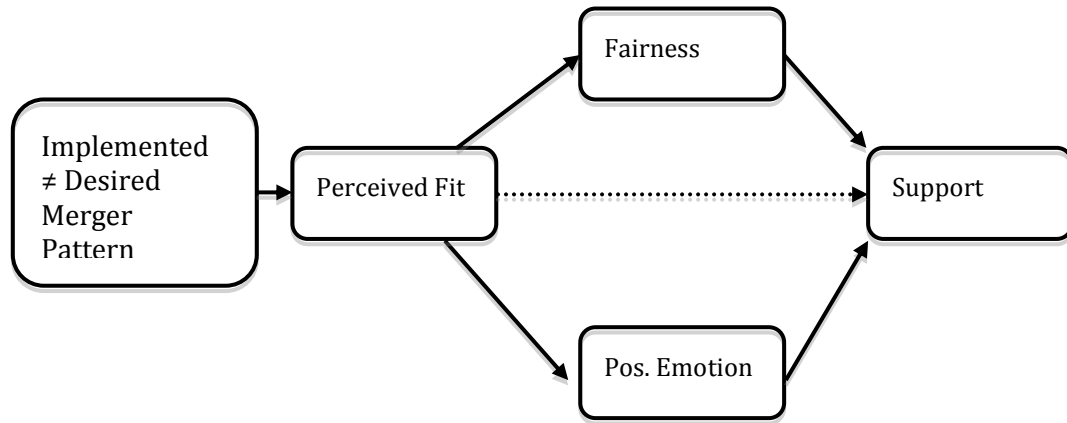 Fairness
Implemented
≠ Desired
Merger
Pattern
Perceived Fit
Support
Pos. Emotion